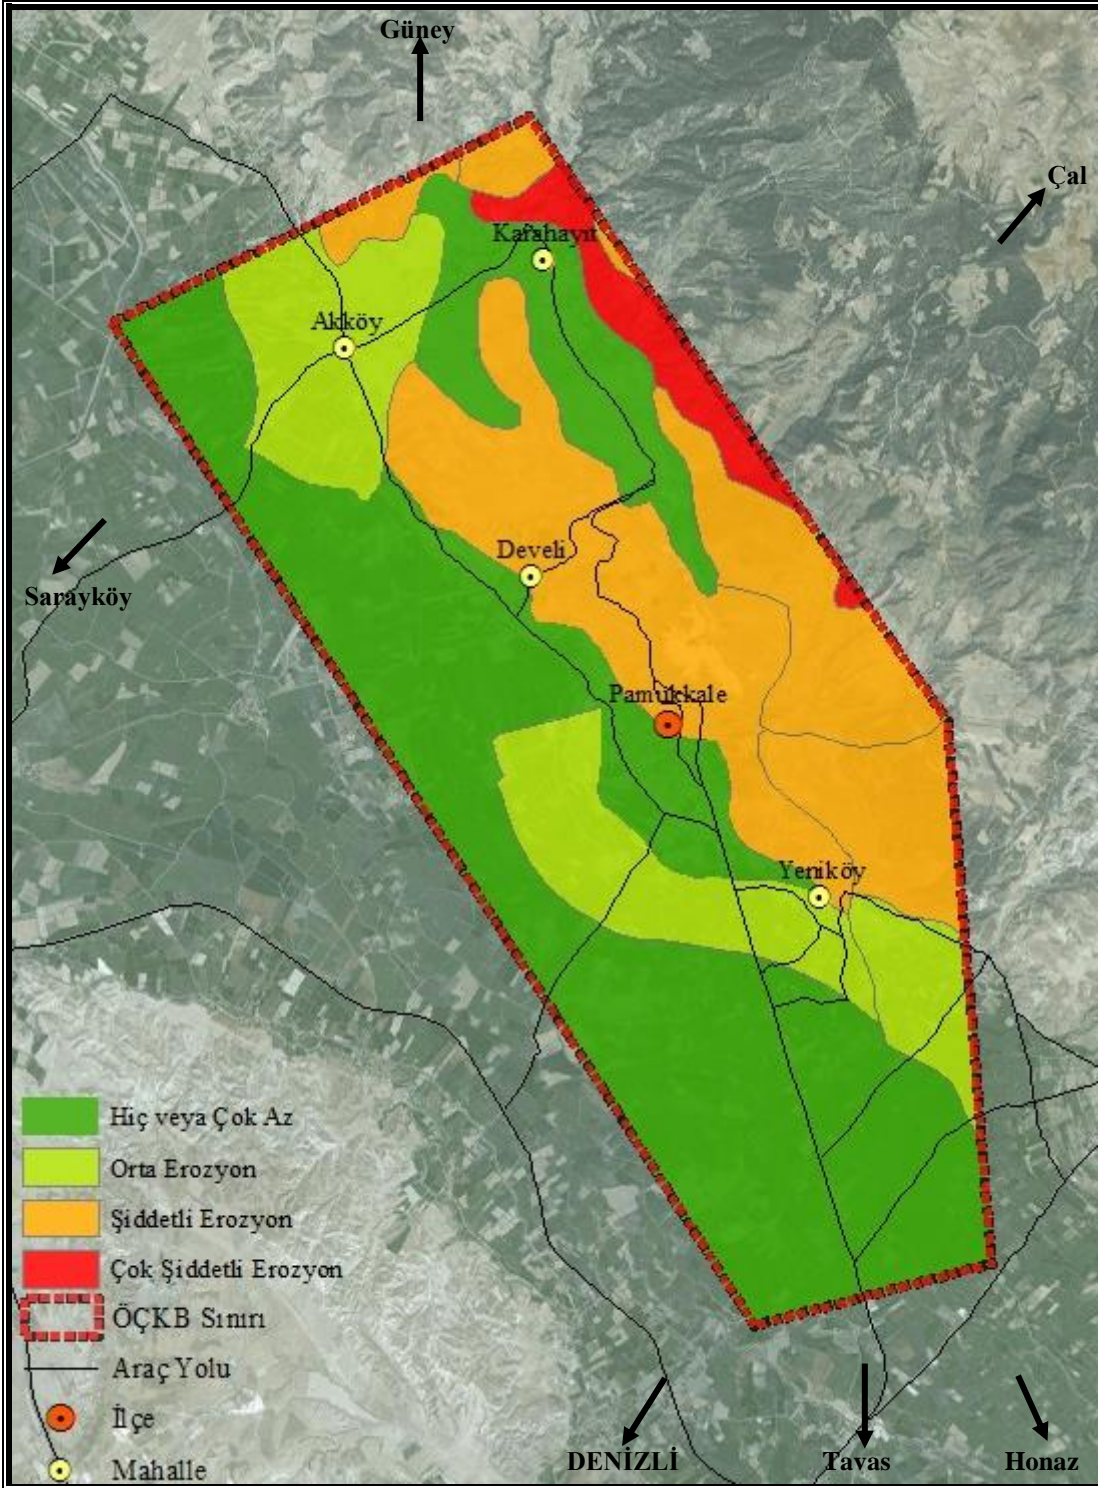 Güney
Çal
Karahayıt
Akköy
Develi
Sarayköy
Pamukkale
Yeniköy
Hiç veya Çok Az
Orta Erozyon
Şiddetli Erozyon
Çok Şiddetli Erozyon
ÖÇKB Sınırı
Araç Yolu
İlçe
Mahalle
DENİZLİ
Tavas
Honaz